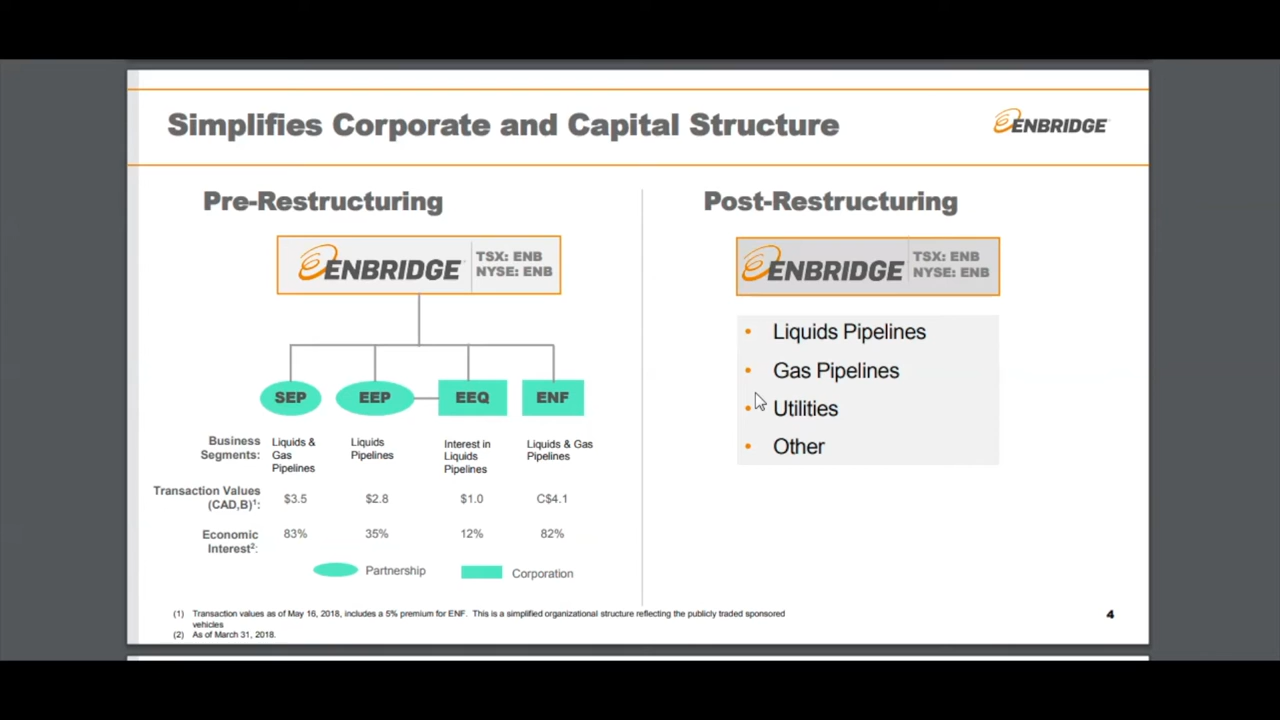 Simplifies Corporate and Capital Structure
ENBRIDGE
Pre-Restructuring
ENBRIDGE
TSX: ENB
NYSE: ENB
SEP
EEP
EEQ
ENF
Business
Segments:
Liquids &
Gas
Pipelines
Liquids
Pipelines
Interest in
Liquids
Pipelines
Liquids & Gas
Pipelines
Transaction Values
(CAD,B)¹:
$3.5
$2.8
$1.0
C$4.1
Economic
Interest²:
83%
35%
12%
82%
Partnership
Corporation
Post-Restructuring
ENBRIDGE
TSX: ENB
NYSE: ENB
• Liquids Pipelines
• Gas Pipelines
• Utilities
• Other
(1) Transaction values as of May 16, 2018, includes a 5% premium for ENF. This is a simplified organizational structure reflecting the publicly traded sponsored
vehicles
(2) As of March 31, 2018.
4